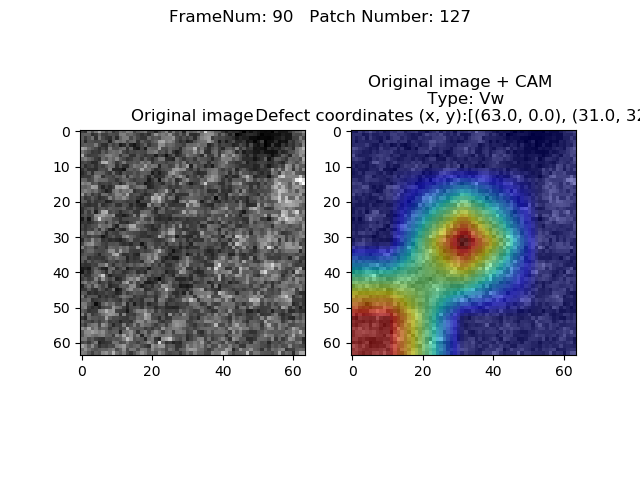 FrameNum: 90   Patch Number: 127
Original image + CAM
Type: Vw
Original image
Defect coordinates (x, y):[(63.0, 0.0), (31.0, 32
0
10
20
30
40
50
60
0 20 40 60
0
10
20
30
40
50
60
0 20 40 60